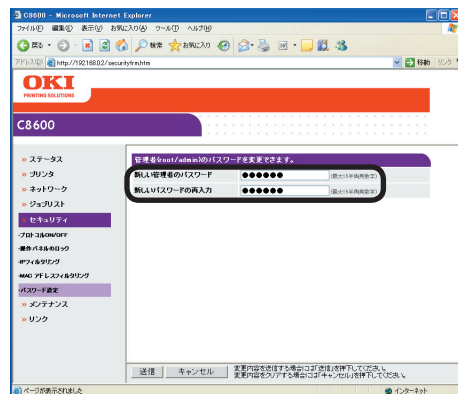 C8600 - Microsoft Internet Explorer
ファイル(F) 編集(E) 表示(V) お気に入り(A) ツール(T) ヘルプ(H)
戻る 検索 お気に入り
アドレス(D) http://192.168.0.2/securityfrm.htm 移動 リンク
OKI
PRINTING SOLUTIONS
C8600
» ステータス
» プリンタ
» ネットワーク
» ジョブリスト
» セキュリティ
-プロトコルON/OFF
-操作パネルのロック
-IPフィルタリング
-MAC アドレスフィルタリング
-パスワード設定
» メンテナンス
» リンク
管理者(root/admin)のパスワードを変更できます。
新しい管理者のパスワード ●●●●●● (最大15半角英数字)
新しいパスワードの再入力 ●●●●●● (最大15半角英数字)
送信 キャンセル
変更内容を送信する場合には「送信」を押下してください。
変更内容をクリアする場合には「キャンセル」を押下してください。
ページが表示されました インターネット